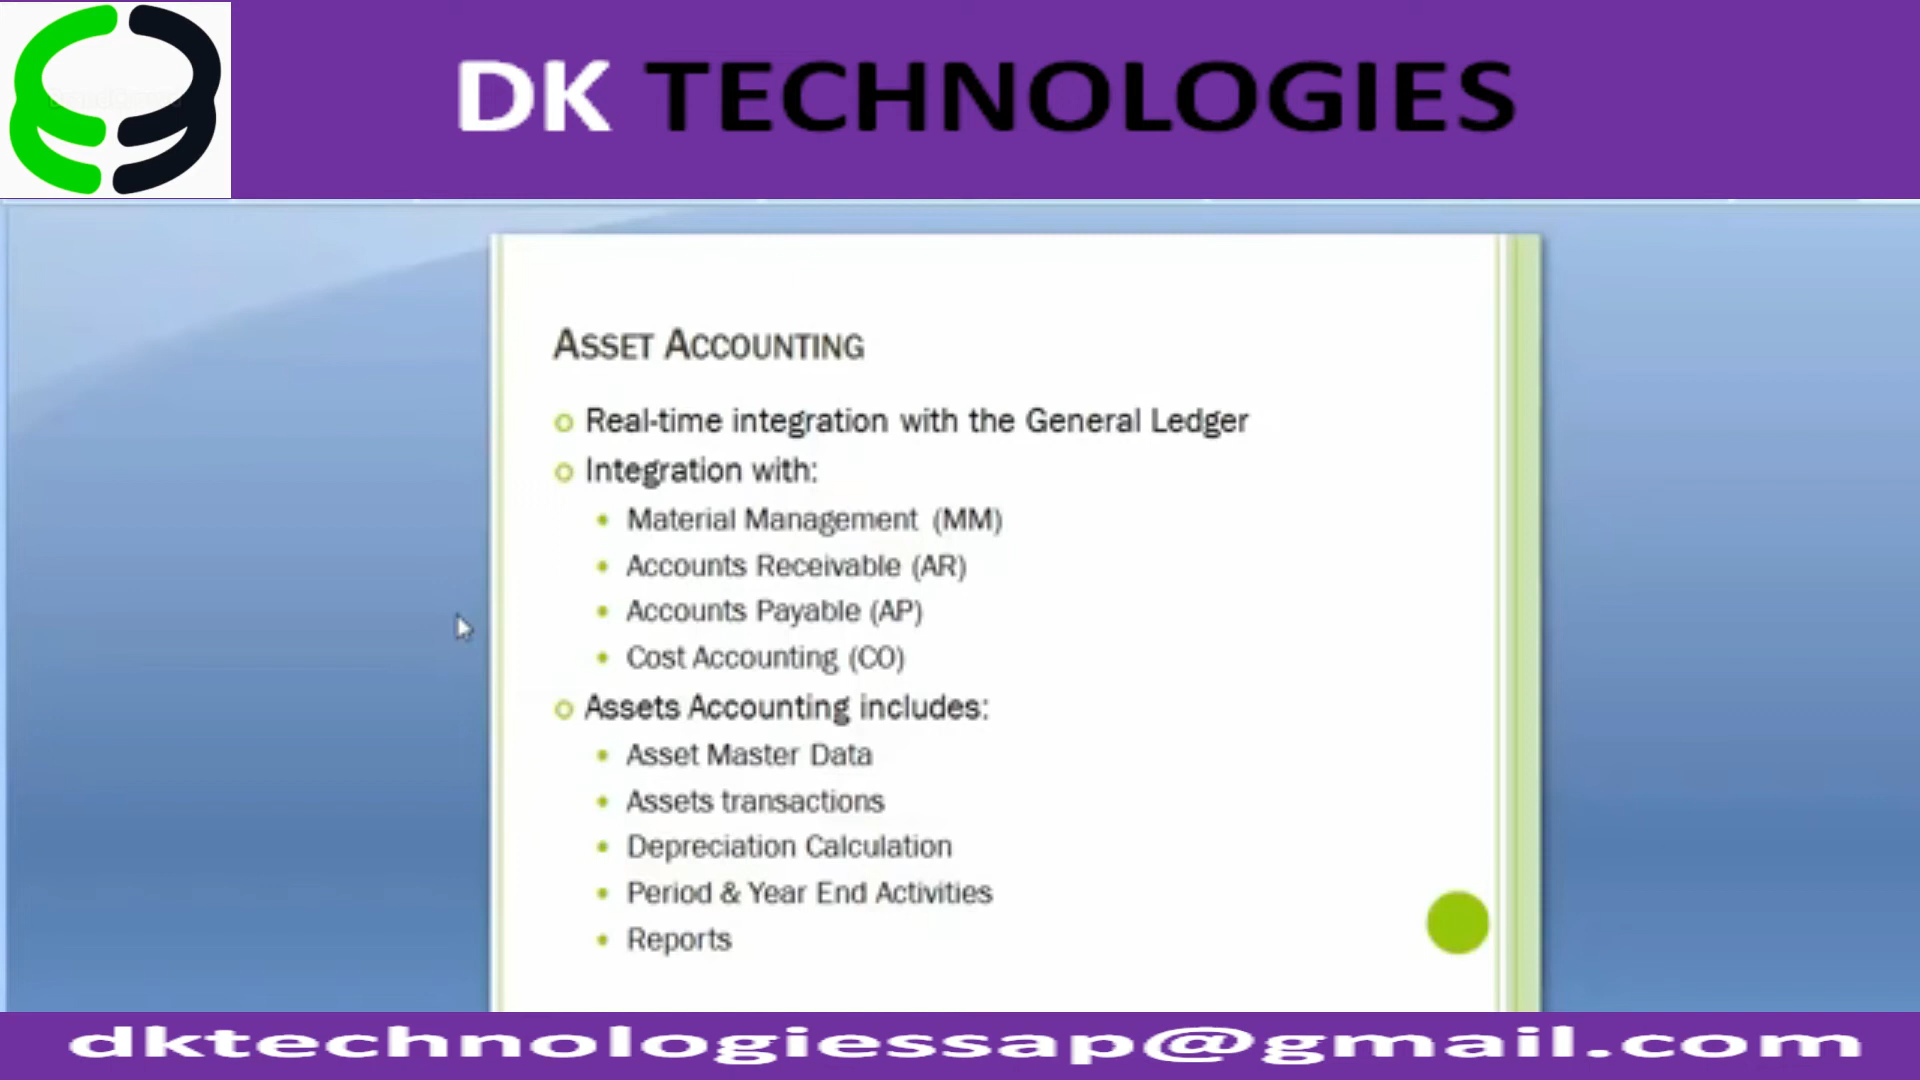 DK TECHNOLOGIES
ASSET ACCOUNTING
Real-time integration with the General Ledger
Integration with:
Material Management (MM)
Accounts Receivable (AR)
Accounts Payable (AP)
Cost Accounting (CO)
Assets Accounting includes:
Asset Master Data
Assets transactions
Depreciation Calculation
Period & Year End Activities
Reports
dktechnologiessap@gmail.com